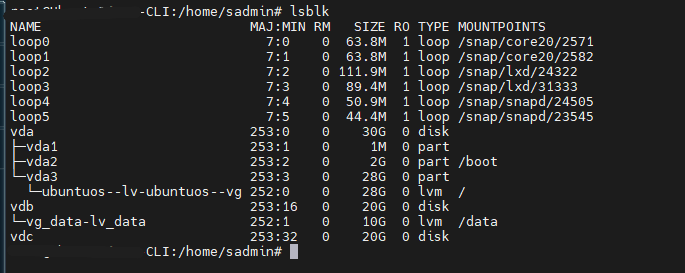 -CLI:/home/sadmin# lsblk
NAME                      MAJ:MIN RM   SIZE RO TYPE MOUNTPOINTS
loop0                       7:0    0  63.8M  1 loop /snap/core20/2571
loop1                       7:1    0  63.8M  1 loop /snap/core20/2582
loop2                       7:2    0 111.9M  1 loop /snap/lxd/24322
loop3                       7:3    0  89.4M  1 loop /snap/lxd/31333
loop4                       7:4    0  50.9M  1 loop /snap/snapd/24505
loop5                       7:5    0  44.4M  1 loop /snap/snapd/23545
vda                       253:0    0    30G  0 disk
├─vda1                    253:1    0     1M  0 part
├─vda2                    253:2    0     2G  0 part /boot
└─vda3                    253:3    0    28G  0 part
  └─ubuntuos--lv-ubuntuos--vg 252:0    0    28G  0 lvm  /
vdb                       253:16   0    20G  0 disk
└─vg_data-lv_data         252:1    0    10G  0 lvm  /data
vdc                       253:32   0    20G  0 disk
-CLI:/home/sadmin#